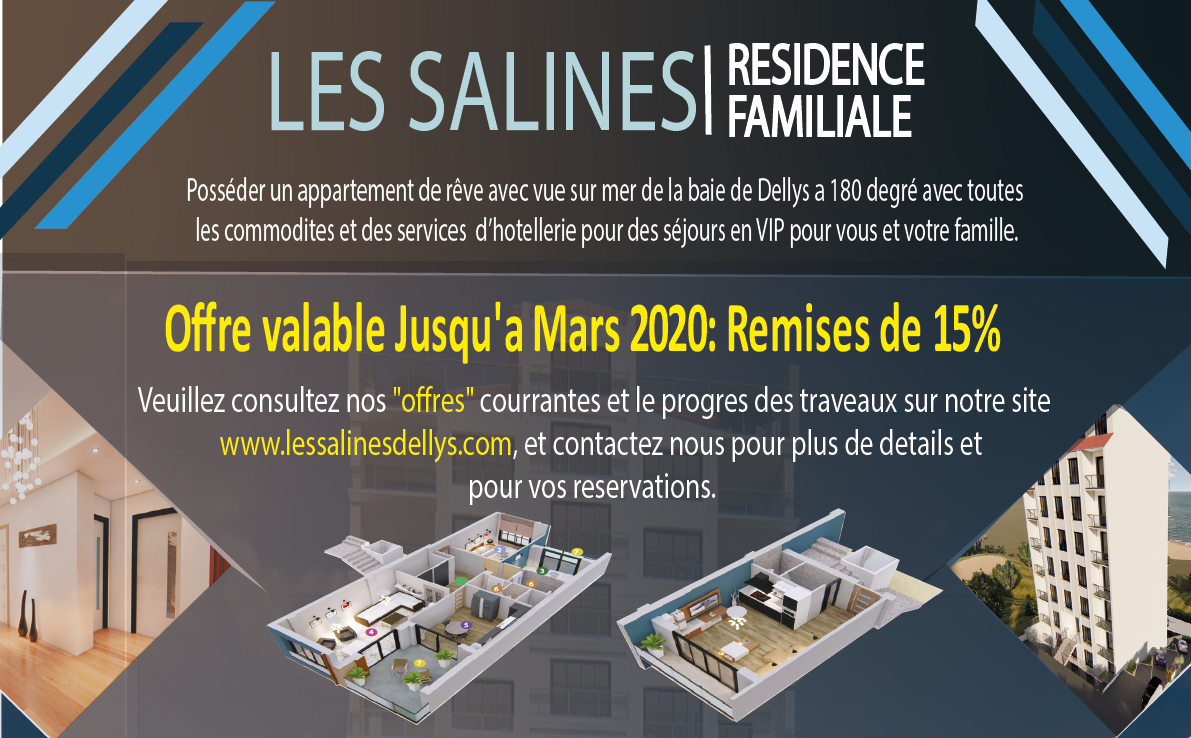 LES SALINES
RESIDENCE
FAMILIALE
Posséder un appartement de rêve avec vue sur mer de la baie de Dellys a 180 degré avec toutes
les commodites et des services d’hotellerie pour des séjours en VIP pour vous et votre famille.
Offre valable Jusqu'a Mars 2020: Remises de 15%
Veuillez consultez nos "offres" courrantes et le progres des traveaux sur notre site
www.lessalinesdellys.com, et contactez nous pour plus de details et
pour vos reservations.